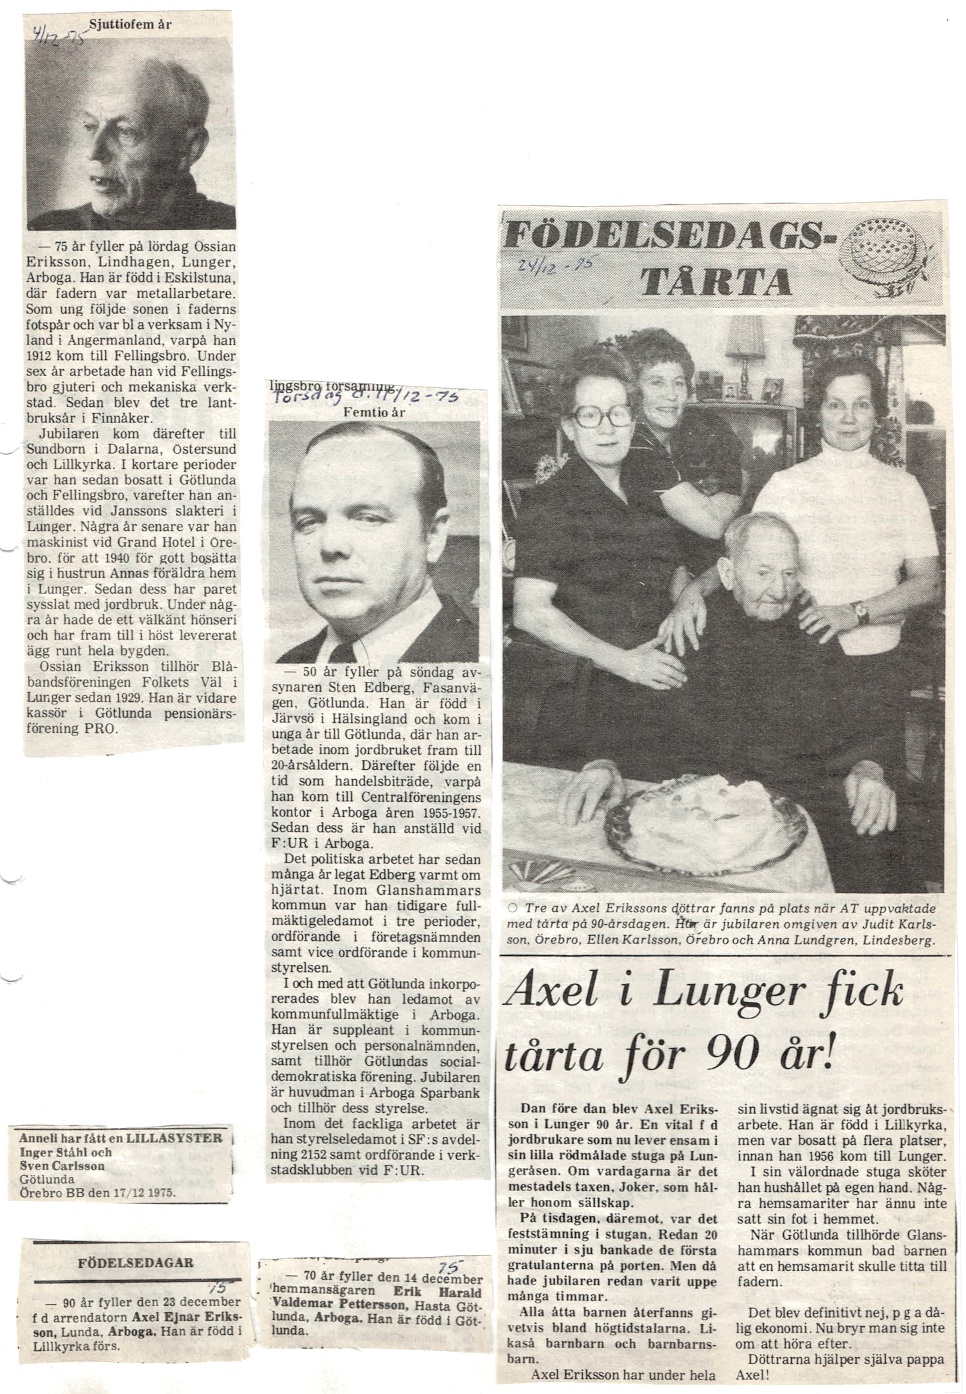 Sjuttiofem år
4/12-75
— 75 år fyller på lördag Ossian
Eriksson, Lindhagen, Lunger,
Arboga. Han är född i Eskilstuna,
där fadern var metallarbetare.
Som ung följde sonen i faderns
fotspår och var bl a verksam i Ny-
land i Ångermanland, varpå han
1912 kom till Fellingsbro. Under
sex år arbetade han vid Fellings-
bro gjuteri och mekaniska verk-
stad. Sedan blev det tre lant-
bruksår i Finnåker.
Jubilaren kom därefter till
Sundborn i Dalarna, Östersund
och Lillkyrka. I kortare perioder
var han sedan bosatt i Götlunda
och Fellingsbro, varefter han an-
ställdes vid Janssons slakteri i
Lunger. Några år senare var han
maskinist vid Grand Hotel i Öre-
bro. för att 1940 för gott bosätta
sig i hustrun Annas föräldra hem
i Lunger. Sedan dess har paret
sysslat med jordbruk. Under någ-
ra år hade de ett välkänt hönseri
och har fram till i höst levererat
ägg runt hela bygden.
Ossian Eriksson tillhör Blå-
bandsföreningen Folkets Väl i
Lunger sedan 1929. Han är vidare
kassör i Götlunda pensionärs-
förening PRO.
Anneli har fått en LILLASYSTER
Inger Ståhl och
Sven Carlsson
Götlunda
Örebro BB den 17/12 1975.
FÖDELSEDAGAR
75
— 90 år fyller den 23 december
f d arrendatorn Axel Ejnar Eriks-
son, Lunda, Arboga. Han är född i
Lillkyrka förs.
lingsbro församling.
Torsdag d. 11/12-75
Femtio år
— 50 år fyller på söndag av-
synaren Sten Edberg, Fasanvä-
gen, Götlunda. Han är född i
Järvsö i Hälsingland och kom i
unga år till Götlunda, där han ar-
betade inom jordbruket fram till
20-årsåldern. Därefter följde en
tid som handelsbiträde, varpå
han kom till Centralföreningens
kontor i Arboga åren 1955-1957.
Sedan dess är han anställd vid
F:UR i Arboga.
Det politiska arbetet har sedan
många år legat Edberg varmt om
hjärtat. Inom Glanshammars
kommun var han tidigare full-
mäktigeledamot i tre perioder,
ordförande i företagsnämnden
samt vice ordförande i kommun-
styrelsen.
I och med att Götlunda inkorpo-
rerades blev han ledamot av
kommunfullmäktige i Arboga.
Han är suppleant i kommun-
styrelsen och personalnämnden,
samt tillhör Götlundas social-
demokratiska förening. Jubilaren
är huvudman i Arboga Sparbank
och tillhör dess styrelse.
Inom det fackliga arbetet är
han styrelseledamot i SF:s avdel-
ning 2152 samt ordförande i verk-
stadsklubben vid F:UR.
75
— 70 år fyller den 14 december
hemmansägaren Erik Harald
Valdemar Pettersson, Hasta Göt-
lunda, Arboga. Han är född i Göt-
lunda.
FÖDELSEDAGS-
TÅRTA
24/12-75
Tre av Axel Erikssons döttrar fanns på plats när AT uppvaktade
med tårta på 90-årsdagen. Här är jubilaren omgiven av Judit Karls-
son, Örebro, Ellen Karlsson, Örebro och Anna Lundgren, Lindesberg.
Axel i Lunger fick
tårta för 90 år!
Dan före dan blev Axel Eriks-
son i Lunger 90 år. En vital f d
jordbrukare som nu lever ensam i
sin lilla rödmålade stuga på Lun-
geråsen. Om vardagarna är det
mestadels taxen, Joker, som hål-
ler honom sällskap.
På tisdagen, däremot, var det
feststämning i stugan. Redan 20
minuter i sju bankade de första
gratulanterna på porten. Men då
hade jubilaren redan varit uppe
många timmar.
Alla åtta barnen återfanns gi-
vetvis bland högtidstalarna. Li-
kaså barnbarn och barnbarns-
barn.
Axel Eriksson har under hela
sin livstid ägnat sig åt jordbruks-
arbete. Han är född i Lillkyrka,
men var bosatt på flera platser,
innan han 1956 kom till Lunger.
I sin välordnade stuga sköter
han hushållet på egen hand. Någ-
ra hemsamariter har ännu inte
satt sin fot i hemmet.
När Götlunda tillhörde Glans-
hammars kommun bad barnen
att en hemsamarit skulle titta till
fadern.
Det blev definitivt nej, p g a då-
lig ekonomi. Nu bryr man sig inte
om att höra efter.
Döttrarna hjälper själva pappa
Axel!